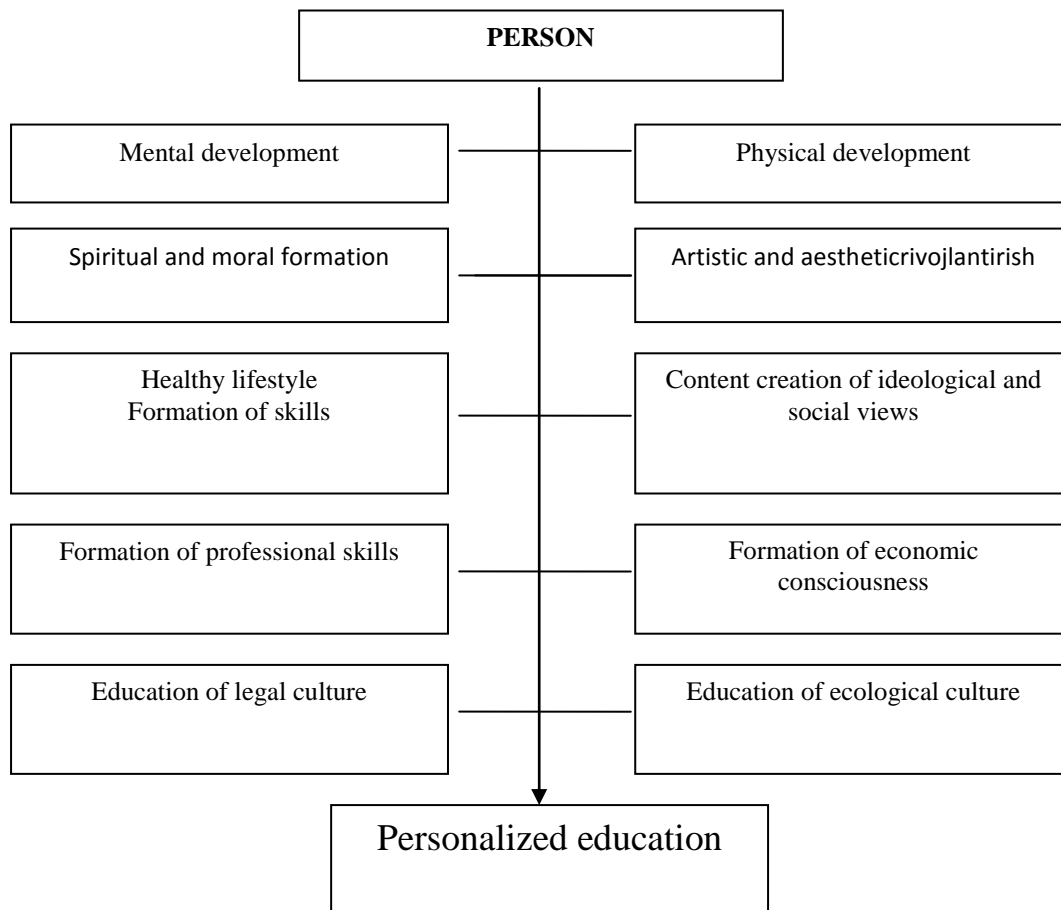 PERSON
Mental development
Physical development
Spiritual and moral formation
Artistic and aestheticrivojlantirish
Healthy lifestyle
Formation of skills
Content creation of ideological and
social views
Formation of professional skills
Formation of economic
consciousness
Education of legal culture
Education of ecological culture
Personalized education